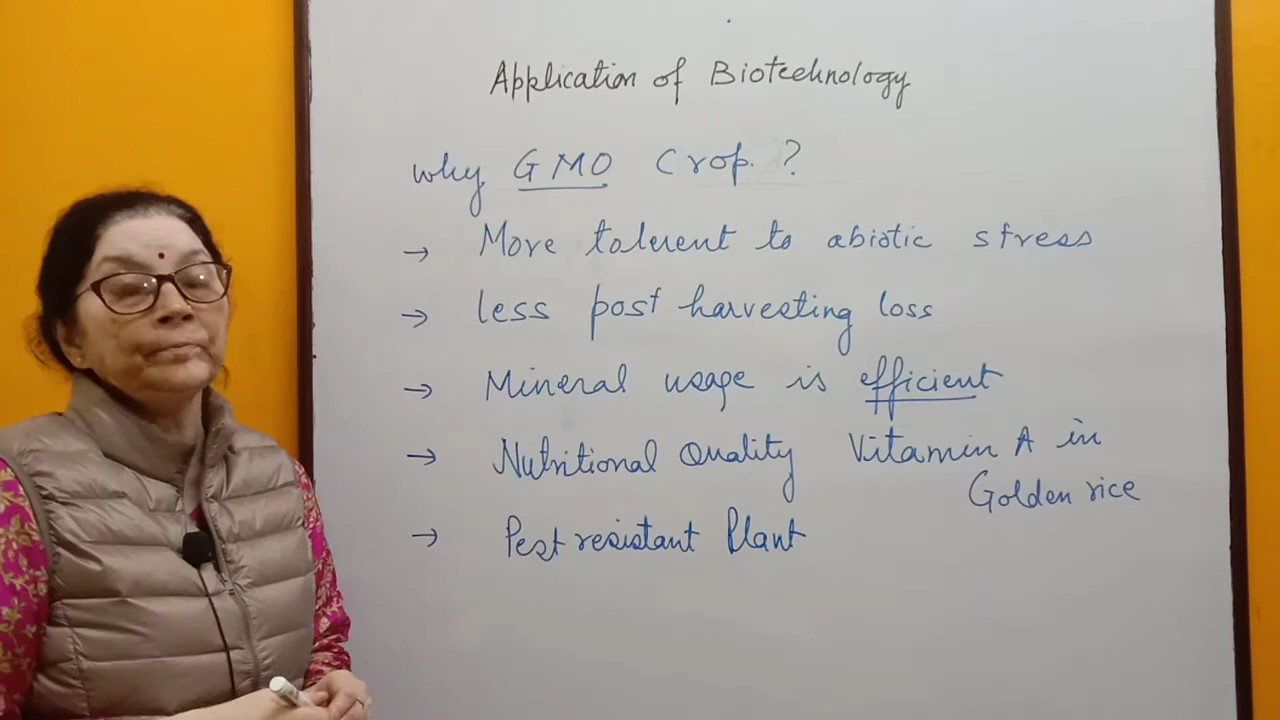 Application of Biotechnology
why GMO Crop. ?
→ More tolerent to abiotic stress
→ less post harvesting loss
→ Mineral usage is efficient
→ Nutritional Quality Vitamin A in
Golden rice
→ Pest resistant Plant